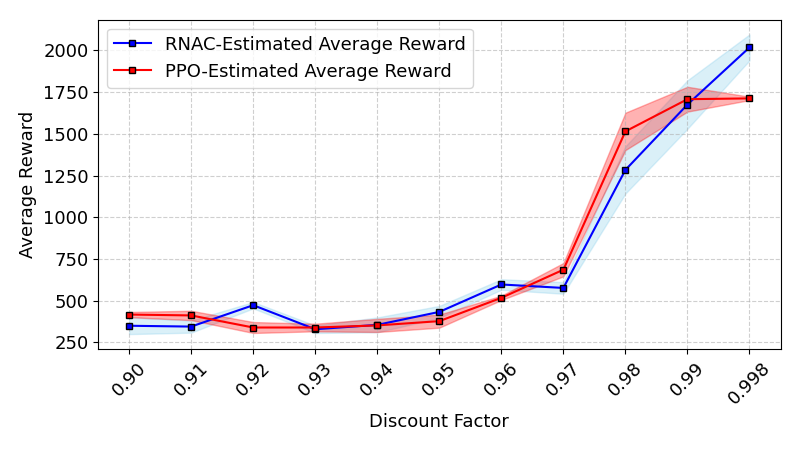 RNAC-Estimated Average Reward
PPO-Estimated Average Reward
Average Reward
2000
1750
1500
1250
1000
750
500
250
0.90 0.91 0.92 0.93 0.94 0.95 0.96 0.97 0.98 0.99 0.998
Discount Factor